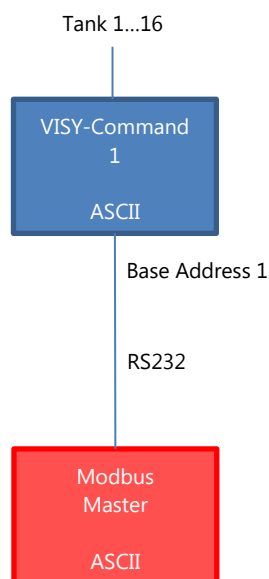 Tank 1...16
VISY-Command
1
ASCII
Base Address 1
RS232
Modbus
Master
ASCII